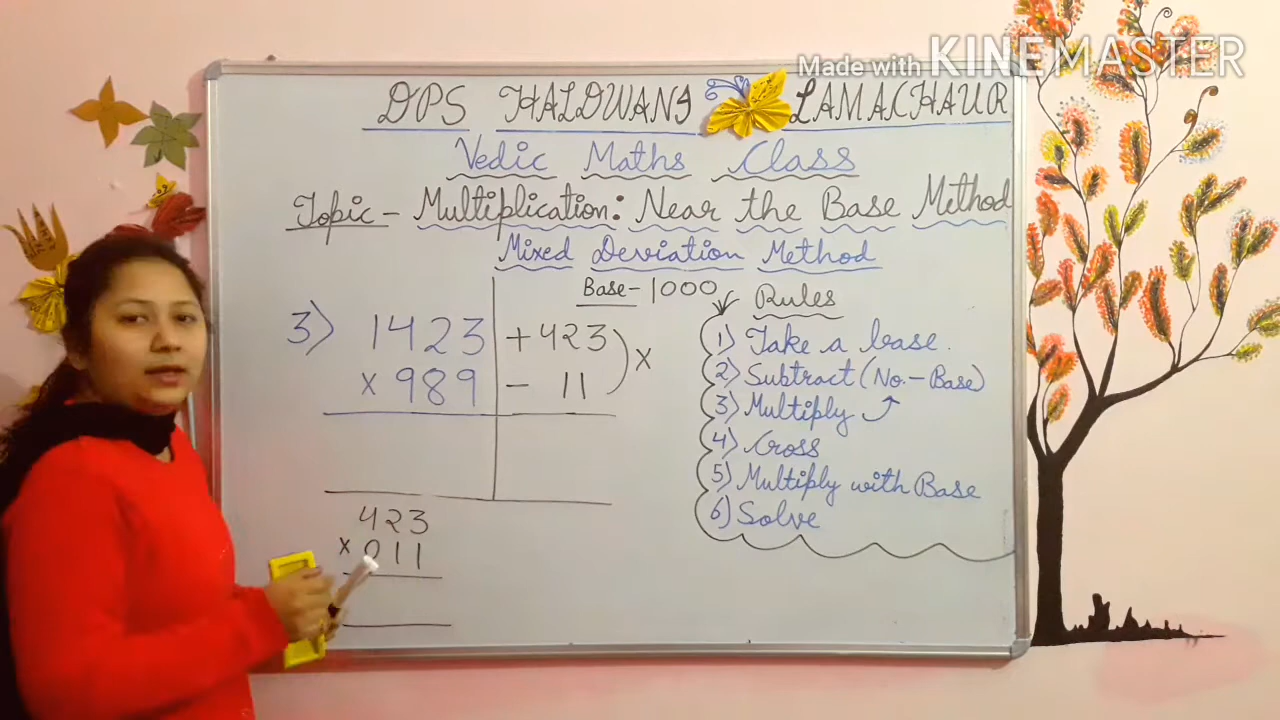 Made with KINEMASTER
DPS HALDWANI LAMACHAUR
Vedic Maths Class
Topic - Multiplication: Near the Base Method
Mixed Deviation Method
Base - 1000
3) 1423 + 423
× 989 - 11 ×
423
× 011
Rules
1) Take a base.
2) Subtract (No. - Base)
3) Multiply
4) Cross
5) Multiply with Base
6) Solve